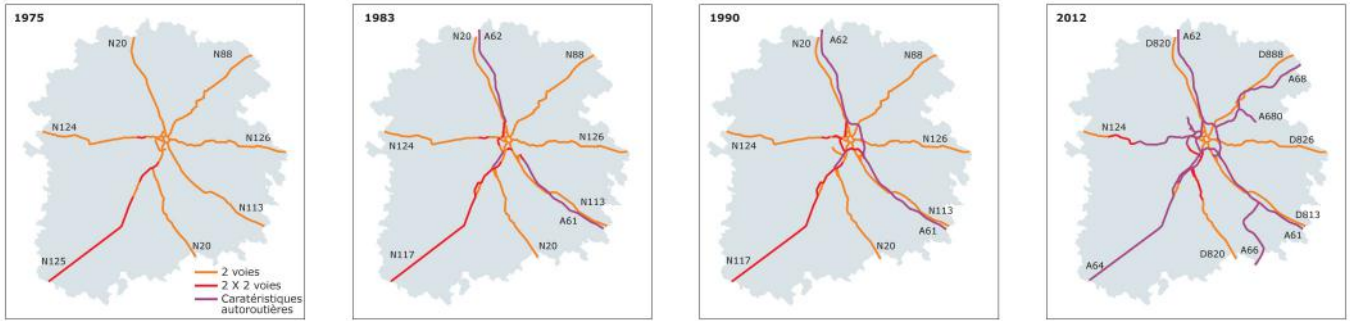 1975
N20
N88
N124
N126
N113
N125
N20
2 voies
2 X 2 voies
Caratéristiques
autoroutières
1983
N20
A62
N88
N126
N124
N113
A61
N117
N20
1990
A62
N20
N88
N126
N124
N113
A61
N117
N20
2012
D820
A62
D888
A68
A680
N124
D826
D813
A61
A66
D820
A64